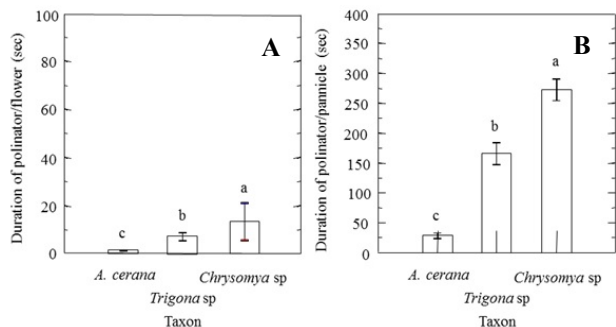 A
Duration of polinator/flower (sec)
100
80
60
40
20
0
c
b
a
A. cerana
Chrysomya sp
Trigona sp
Taxon
B
Duration of polinator/pannicle (sec)
400
350
300
250
200
150
100
50
0
c
b
a
A. cerana
Chrysomya sp
Trigona sp
Taxon